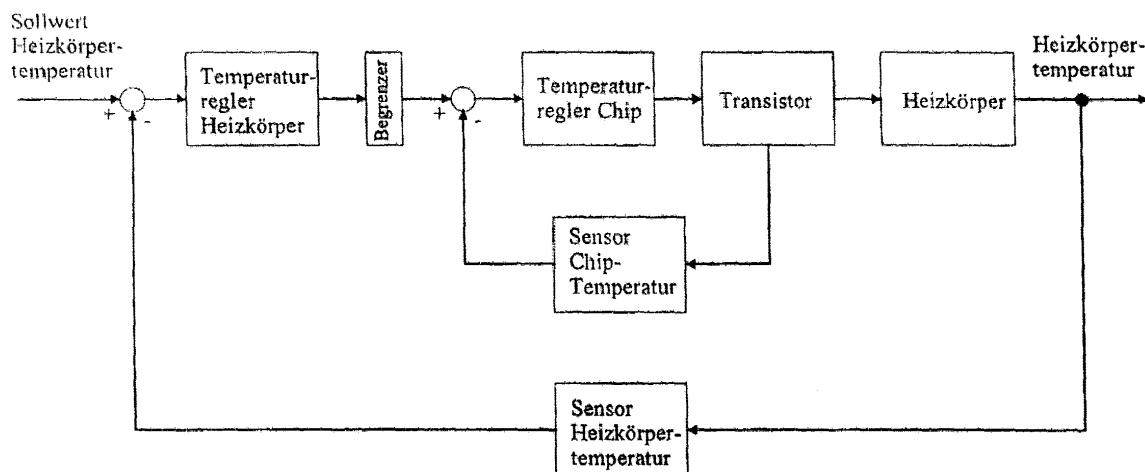 Sollwert
Heizkörper-
temperatur
+
-
Temperatur-
regler
Heizkörper
Begrenzer
+
-
Temperatur-
regler Chip
Transistor
Heizkörper
Heizkörper-
temperatur
Sensor
Chip-
Temperatur
Sensor
Heizkörper-
temperatur